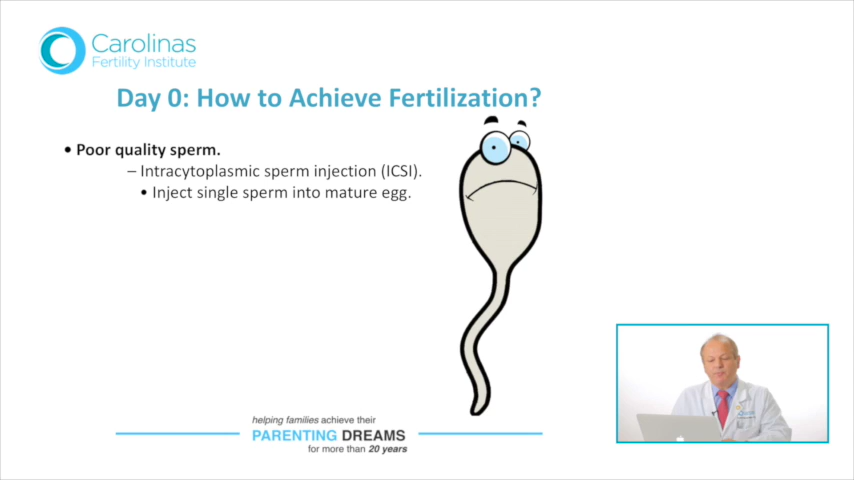 Carolinas
Fertility Institute
Day 0: How to Achieve Fertilization?
• Poor quality sperm.
– Intracytoplasmic sperm injection (ICSI).
• Inject single sperm into mature egg.
helping families achieve their
PARENTING DREAMS
for more than 20 years